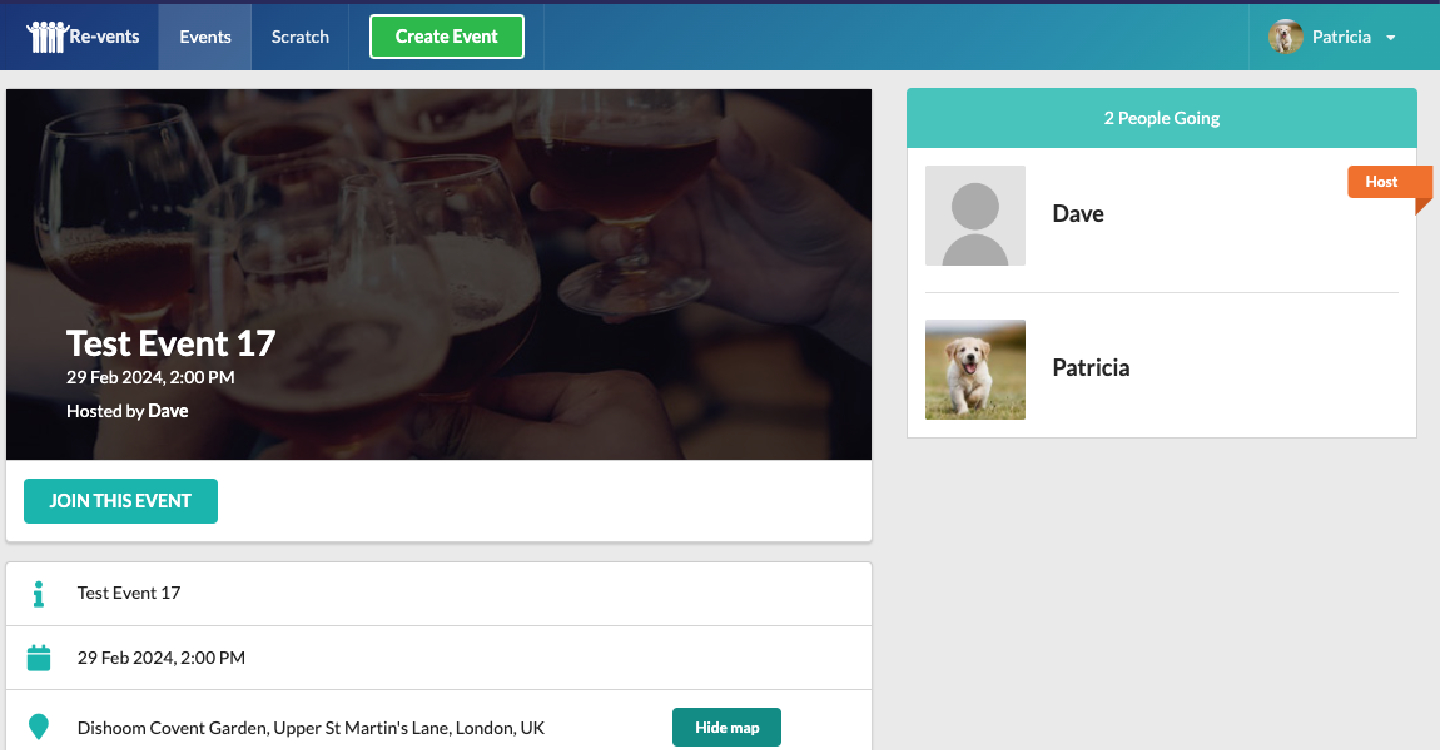 Re-vents
Events
Scratch
Create Event
Patricia
Test Event 17
29 Feb 2024, 2:00 PM
Hosted by Dave
JOIN THIS EVENT
Test Event 17
29 Feb 2024, 2:00 PM
Dishoom Covent Garden, Upper St Martin's Lane, London, UK
Hide map
2 People Going
Host
Dave
Patricia